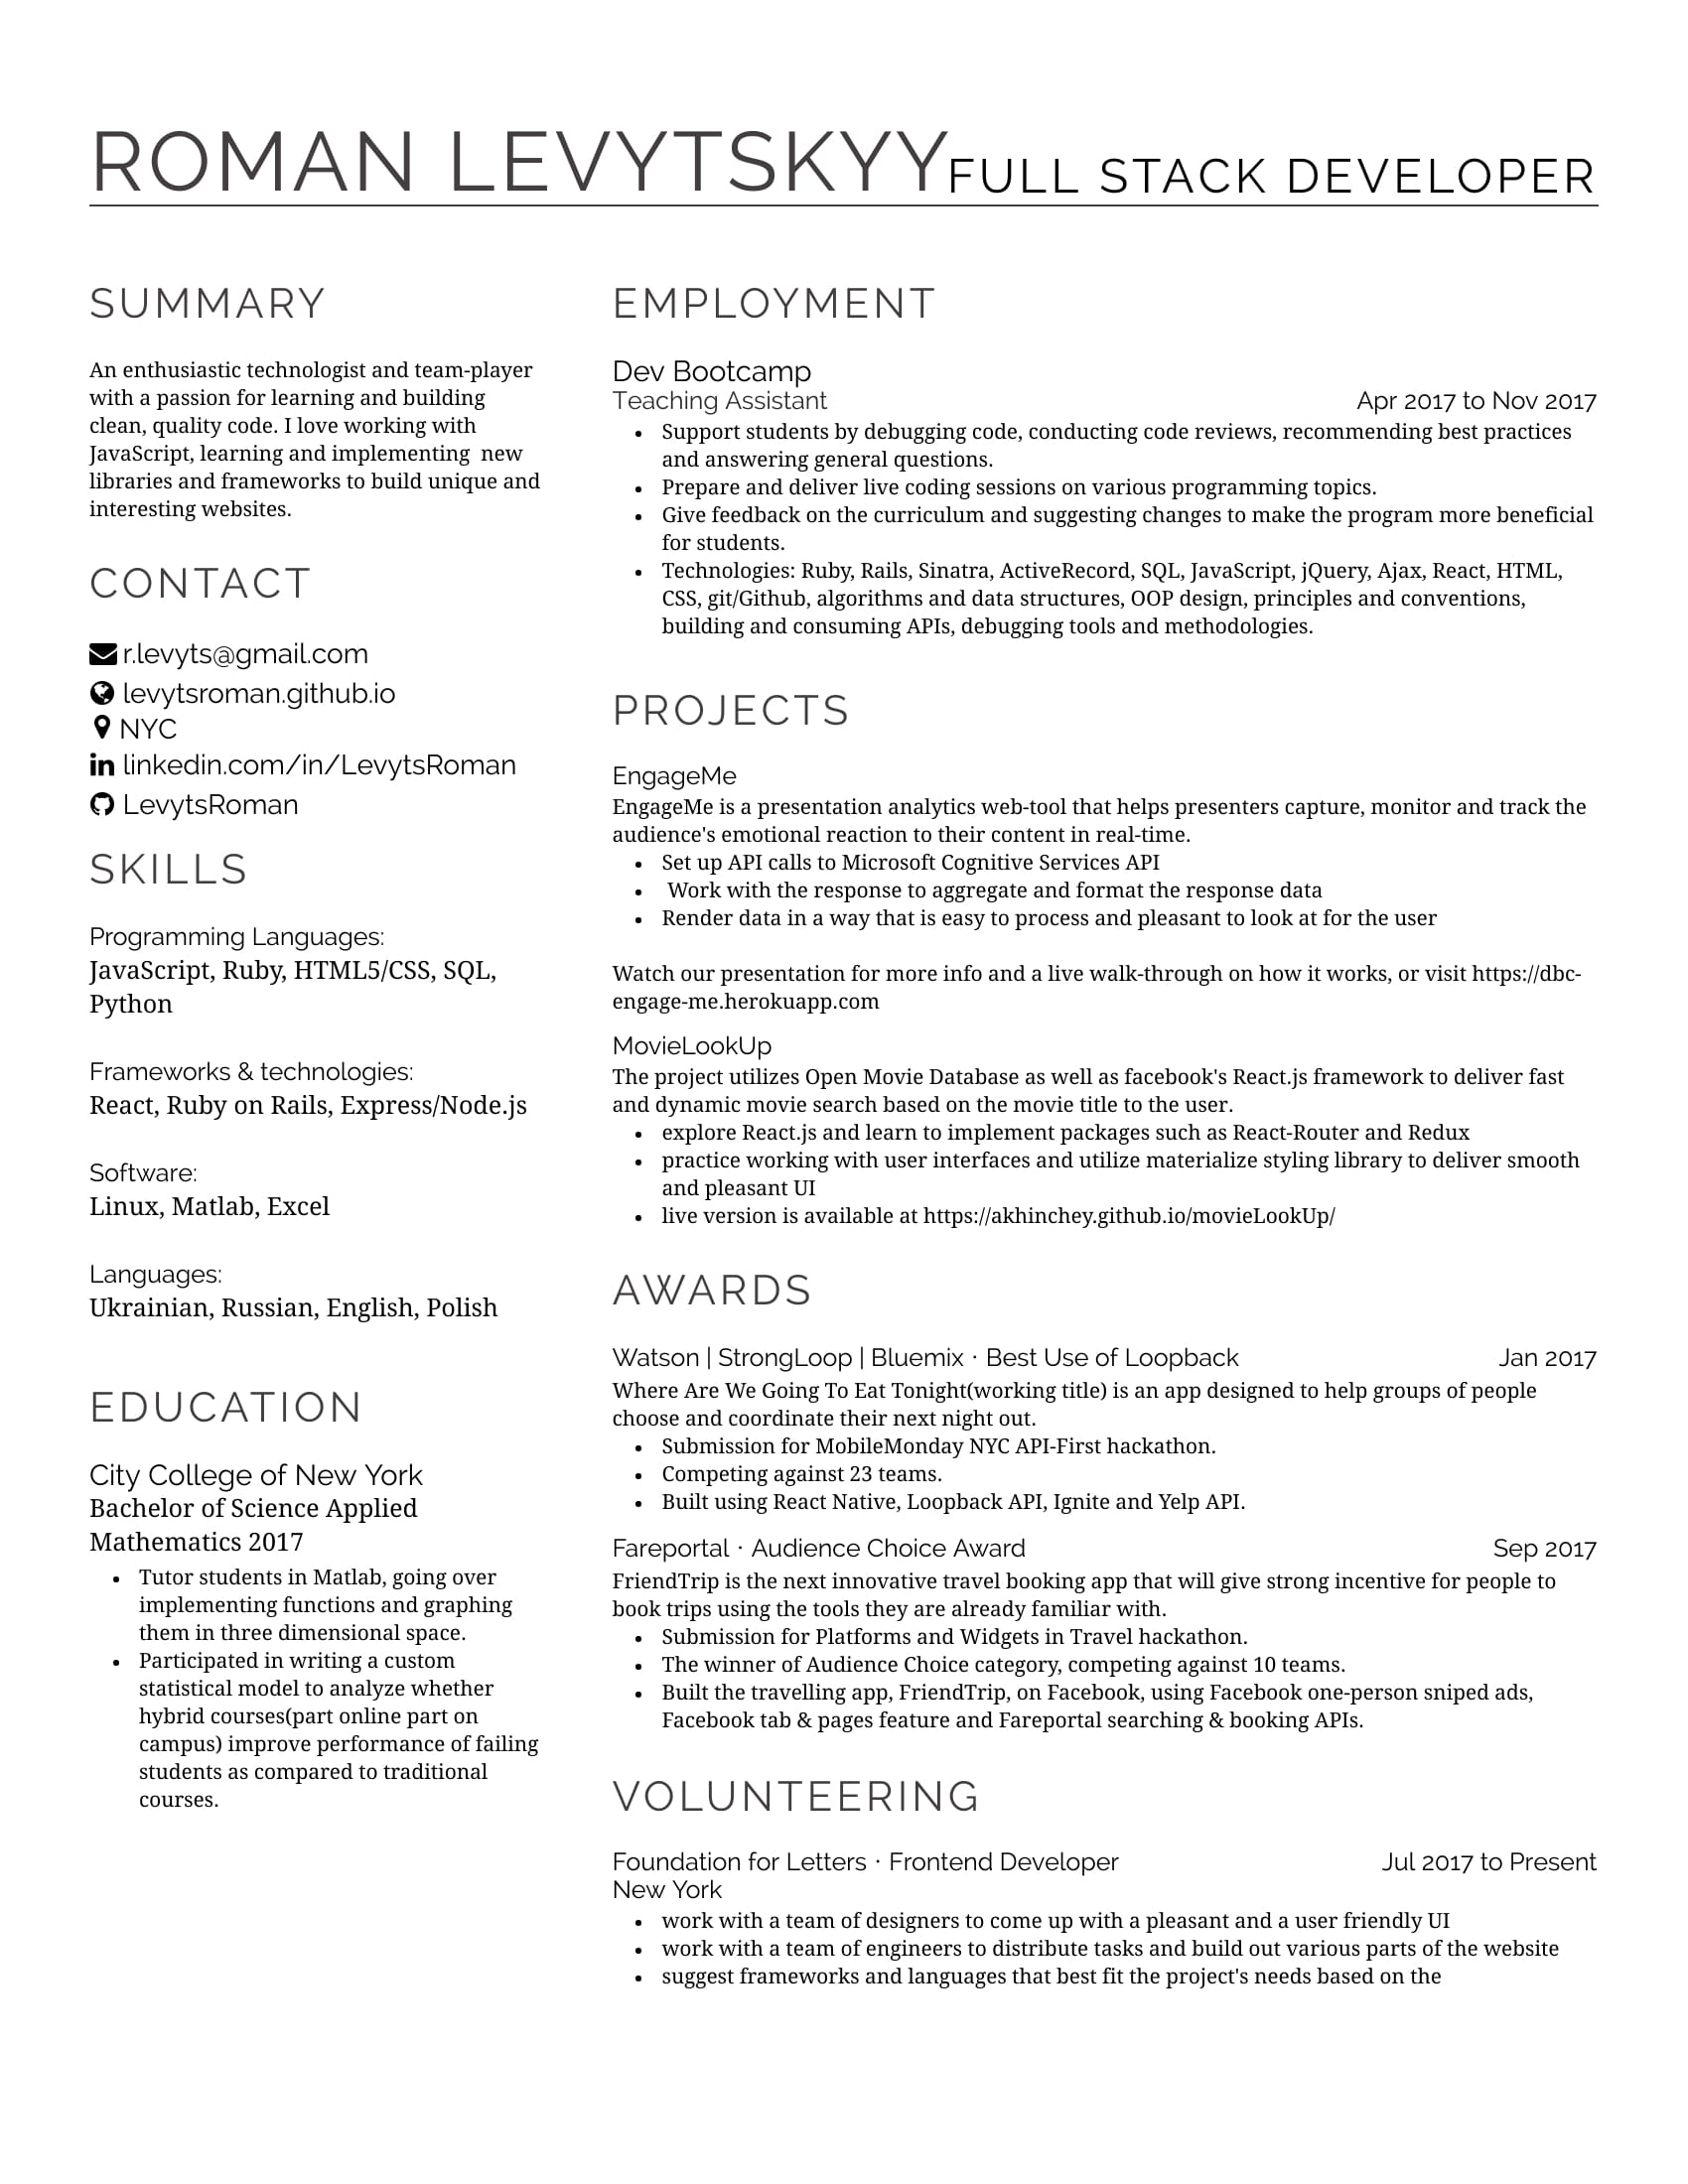 ROMAN LEVYTSKYY FULL STACK DEVELOPER
SUMMARY
An enthusiastic technologist and team-player
with a passion for learning and building
clean, quality code. I love working with
JavaScript, learning and implementing  new
libraries and frameworks to build unique and
interesting websites.
CONTACT
r.levyts@gmail.com
levytsroman.github.io
NYC
linkedin.com/in/LevytsRoman
LevytsRoman
SKILLS
Programming Languages:
JavaScript, Ruby, HTML5/CSS, SQL,
Python
Frameworks & technologies:
React, Ruby on Rails, Express/Node.js
Software:
Linux, Matlab, Excel
Languages:
Ukrainian, Russian, English, Polish
EDUCATION
City College of New York
Bachelor of Science Applied
Mathematics 2017
• Tutor students in Matlab, going over
implementing functions and graphing
them in three dimensional space.
• Participated in writing a custom
statistical model to analyze whether
hybrid courses(part online part on
campus) improve performance of failing
students as compared to traditional
courses.
EMPLOYMENT
Dev Bootcamp
Teaching Assistant Apr 2017 to Nov 2017
• Support students by debugging code, conducting code reviews, recommending best practices
and answering general questions.
• Prepare and deliver live coding sessions on various programming topics.
• Give feedback on the curriculum and suggesting changes to make the program more beneficial
for students.
• Technologies: Ruby, Rails, Sinatra, ActiveRecord, SQL, JavaScript, jQuery, Ajax, React, HTML,
CSS, git/Github, algorithms and data structures, OOP design, principles and conventions,
building and consuming APIs, debugging tools and methodologies.
PROJECTS
EngageMe
EngageMe is a presentation analytics web-tool that helps presenters capture, monitor and track the
audience's emotional reaction to their content in real-time.
• Set up API calls to Microsoft Cognitive Services API
• Work with the response to aggregate and format the response data
• Render data in a way that is easy to process and pleasant to look at for the user
Watch our presentation for more info and a live walk-through on how it works, or visit https://dbc-
engage-me.herokuapp.com
MovieLookUp
The project utilizes Open Movie Database as well as facebook's React.js framework to deliver fast
and dynamic movie search based on the movie title to the user.
• explore React.js and learn to implement packages such as React-Router and Redux
• practice working with user interfaces and utilize materialize styling library to deliver smooth
and pleasant UI
• live version is available at https://akhinchey.github.io/movieLookUp/
AWARDS
Watson | StrongLoop | Bluemix · Best Use of Loopback Jan 2017
Where Are We Going To Eat Tonight(working title) is an app designed to help groups of people
choose and coordinate their next night out.
• Submission for MobileMonday NYC API-First hackathon.
• Competing against 23 teams.
• Built using React Native, Loopback API, Ignite and Yelp API.
Fareportal · Audience Choice Award Sep 2017
FriendTrip is the next innovative travel booking app that will give strong incentive for people to
book trips using the tools they are already familiar with.
• Submission for Platforms and Widgets in Travel hackathon.
• The winner of Audience Choice category, competing against 10 teams.
• Built the travelling app, FriendTrip, on Facebook, using Facebook one-person sniped ads,
Facebook tab & pages feature and Fareportal searching & booking APIs.
VOLUNTEERING
Foundation for Letters · Frontend Developer Jul 2017 to Present
New York
• work with a team of designers to come up with a pleasant and a user friendly UI
• work with a team of engineers to distribute tasks and build out various parts of the website
• suggest frameworks and languages that best fit the project's needs based on the